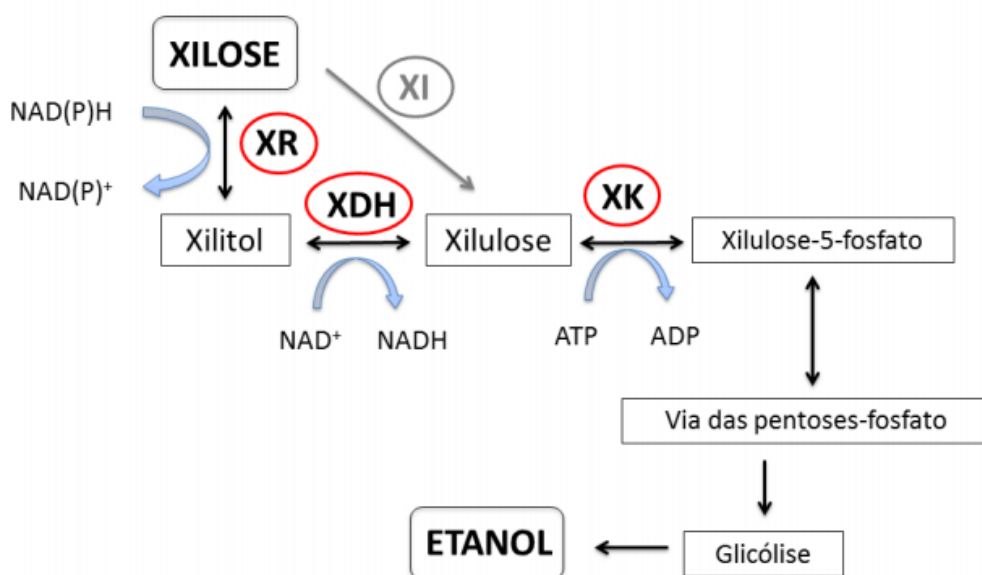 XILOSE
XI
NAD(P)H
XR
NAD(P)⁺
XDH
XK
Xilitol
Xilulose
Xilulose-5-fosfato
NAD⁺
NADH
ATP
ADP
Via das pentoses-fosfato
ETANOL
Glicólise